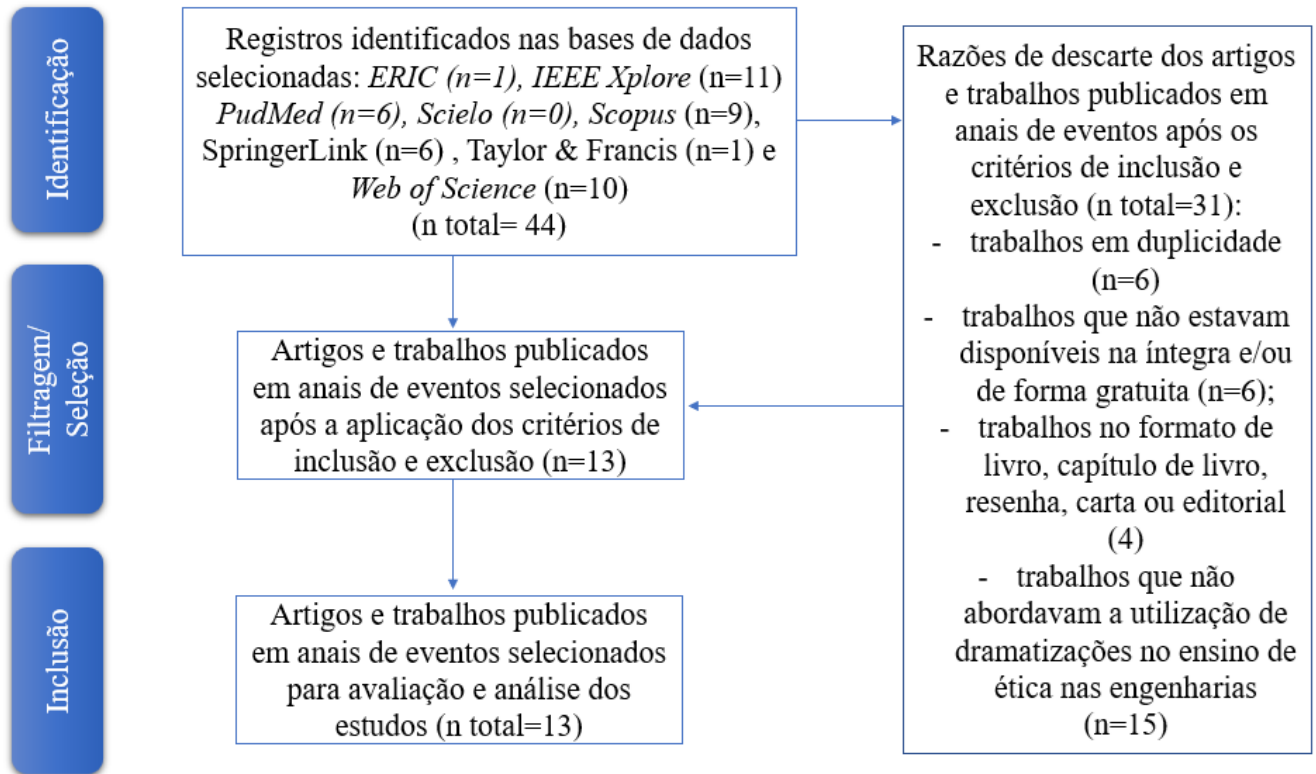 Identificação
Registros identificados nas bases de dados
selecionadas: ERIC (n=1), IEEE Xplore (n=11)
PudMed (n=6), Scielo (n=0), Scopus (n=9),
SpringerLink (n=6) , Taylor & Francis (n=1) e
Web of Science (n=10)
(n total= 44)
Razões de descarte dos artigos
e trabalhos publicados em
anais de eventos após os
critérios de inclusão e
exclusão (n total=31):
- trabalhos em duplicidade
(n=6)
- trabalhos que não estavam
disponíveis na íntegra e/ou
de forma gratuita (n=6);
- trabalhos no formato de
livro, capítulo de livro,
resenha, carta ou editorial
(4)
- trabalhos que não
abordavam a utilização de
dramatizações no ensino de
ética nas engenharias
(n=15)
Filtragem/
Seleção
Artigos e trabalhos publicados
em anais de eventos selecionados
após a aplicação dos critérios de
inclusão e exclusão (n=13)
Inclusão
Artigos e trabalhos publicados
em anais de eventos selecionados
para avaliação e análise dos
estudos (n total=13)